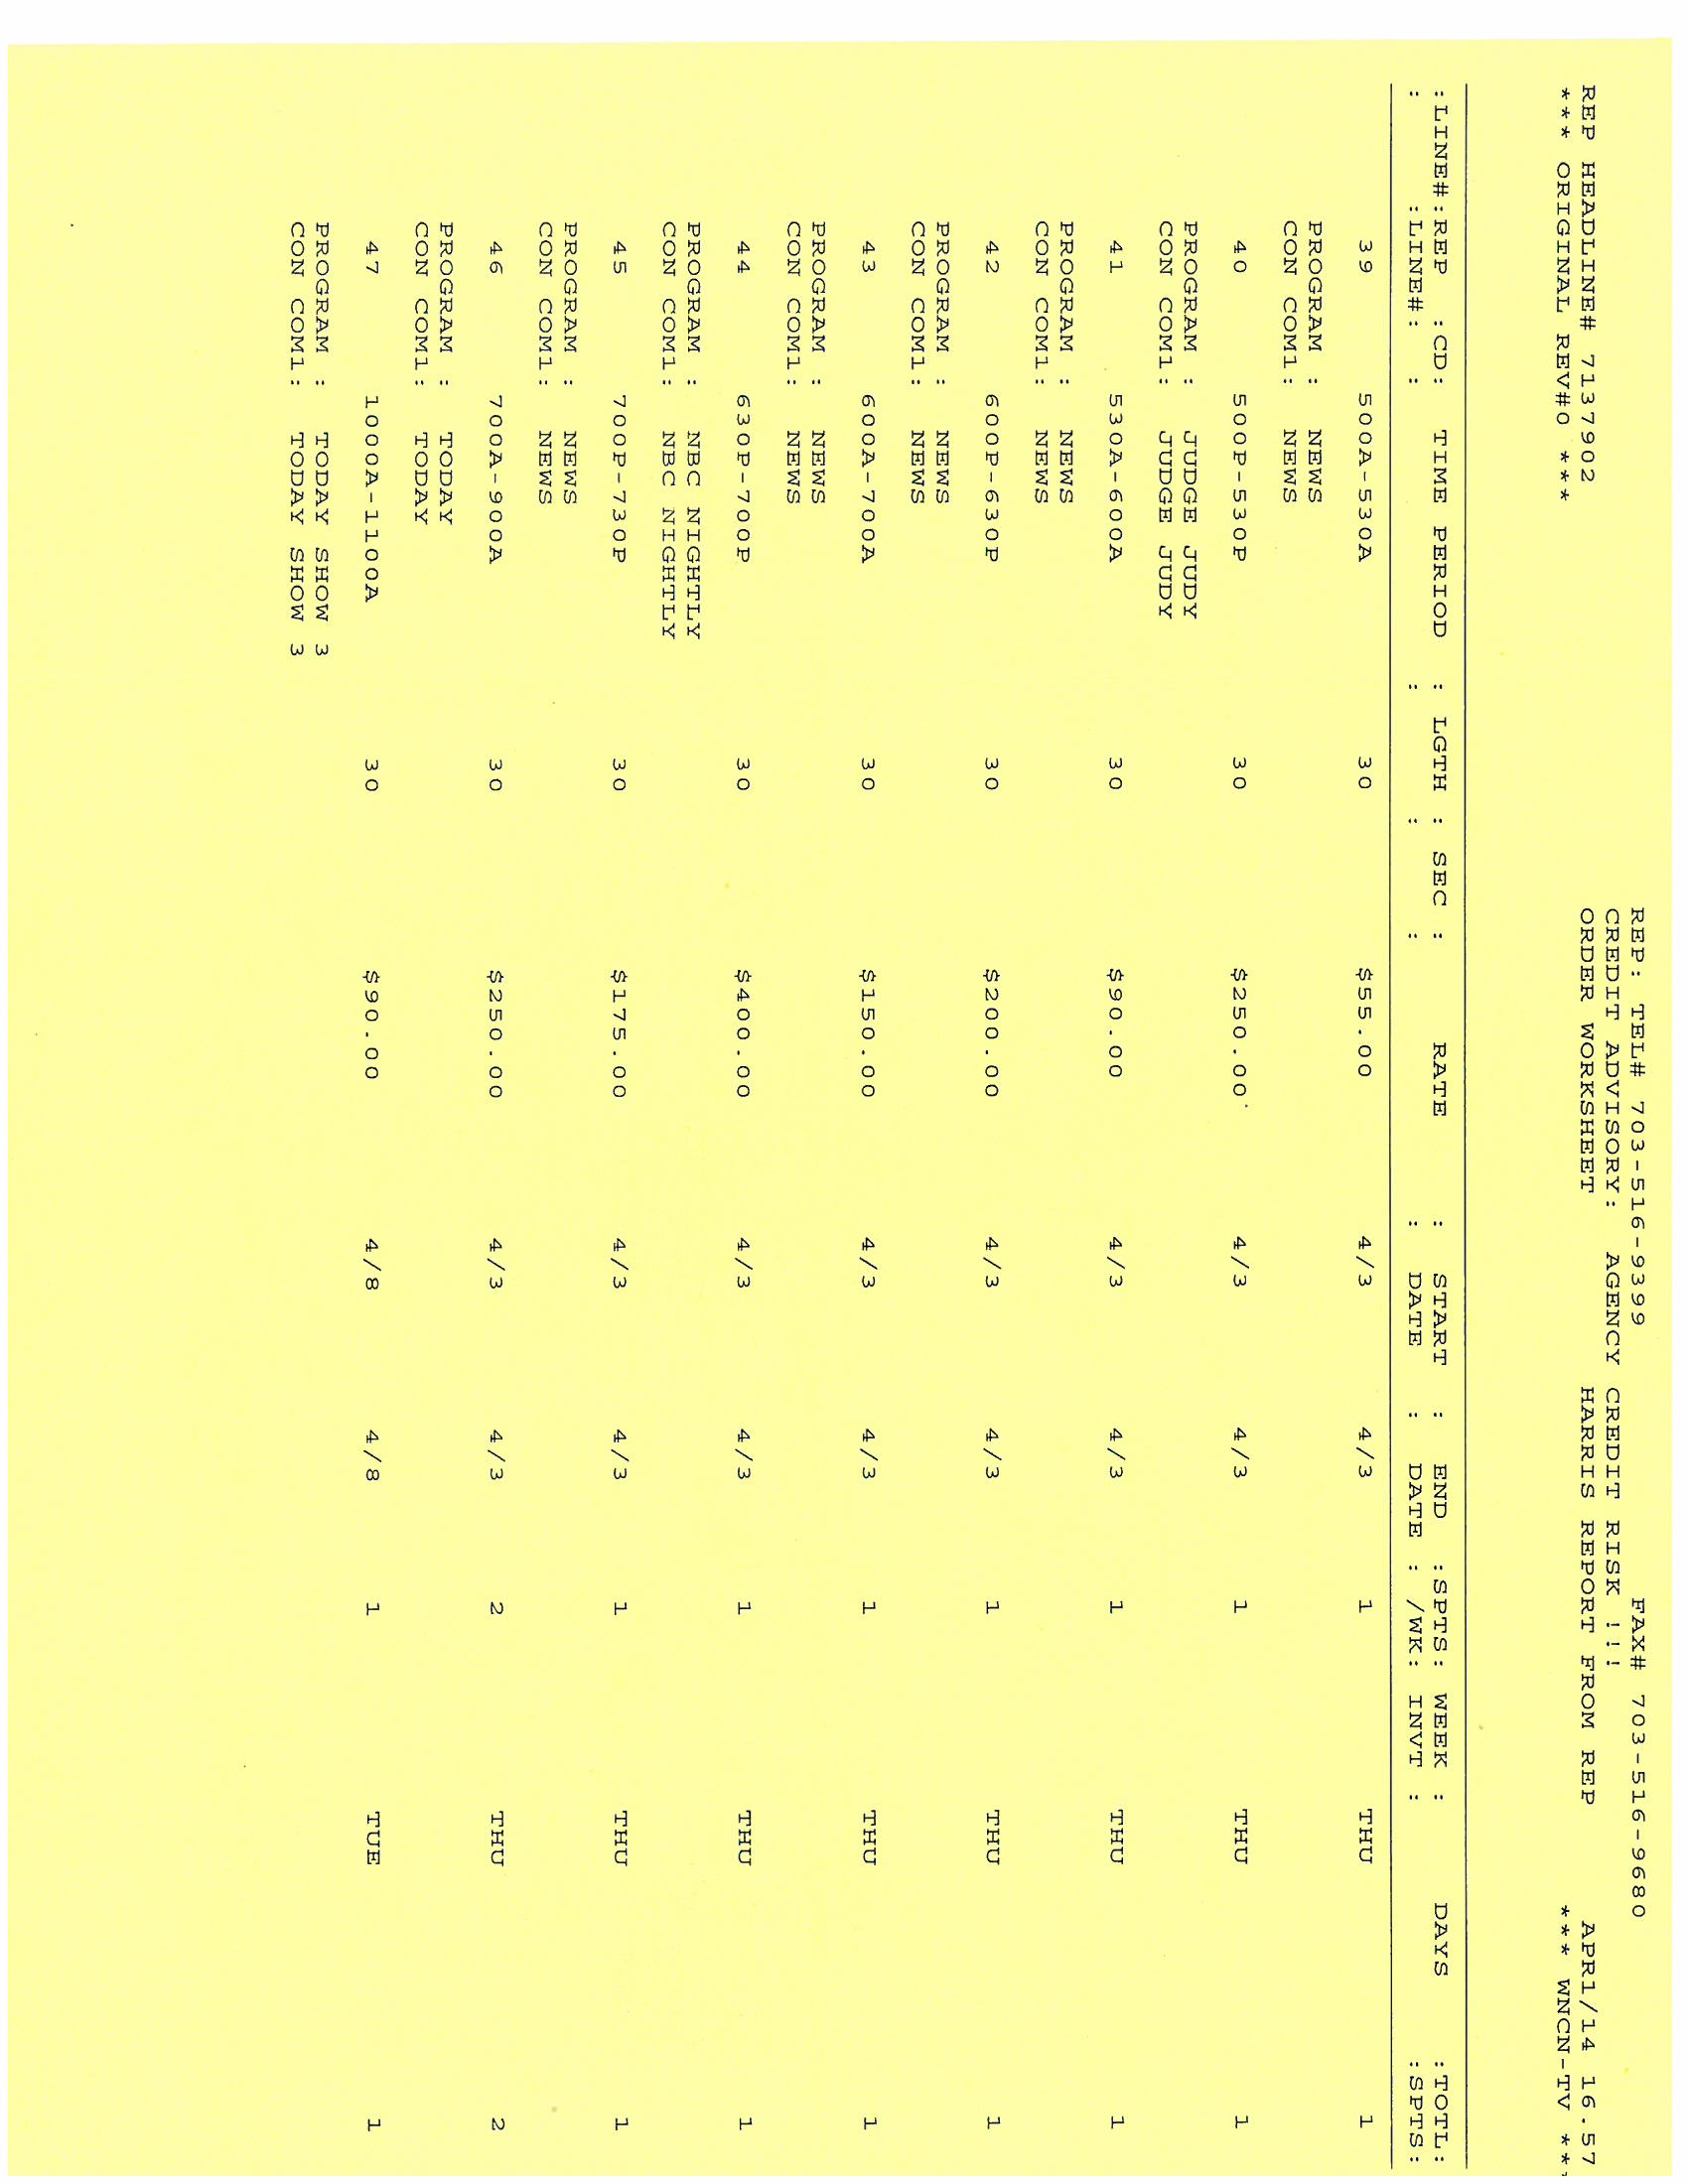 REP: TEL# 703-516-9399 FAX# 703-516-9680
CREDIT ADVISORY: AGENCY CREDIT RISK !!!
REP HEADLINE# 7137902 ORDER WORKSHEET HARRIS REPORT FROM REP APR1/14 16.57
*** ORIGINAL REV#0 *** *** WNCN-TV **
:LINE#:REP :CD: TIME PERIOD : LGTH : SEC : RATE : START : END :SPTS: WEEK : DAYS :TOTL:
: :LINE#: : : : : : DATE : DATE : /WK: INVT : :SPTS:
39 500A-530A 30 $55.00 4/3 4/3 1 THU 1
PROGRAM : NEWS
CON COM1: NEWS
40 500P-530P 30 $250.00 4/3 4/3 1 THU 1
PROGRAM : JUDGE JUDY
CON COM1: JUDGE JUDY
41 530A-600A 30 $90.00 4/3 4/3 1 THU 1
PROGRAM : NEWS
CON COM1: NEWS
42 600P-630P 30 $200.00 4/3 4/3 1 THU 1
PROGRAM : NEWS
CON COM1: NEWS
43 600A-700A 30 $150.00 4/3 4/3 1 THU 1
PROGRAM : NEWS
CON COM1: NEWS
44 630P-700P 30 $400.00 4/3 4/3 1 THU 1
PROGRAM : NBC NIGHTLY
CON COM1: NBC NIGHTLY
45 700P-730P 30 $175.00 4/3 4/3 1 THU 1
PROGRAM : NEWS
CON COM1: NEWS
46 700A-900A 30 $250.00 4/3 4/3 2 THU 2
PROGRAM : TODAY
CON COM1: TODAY
47 1000A-1100A 30 $90.00 4/8 4/8 1 TUE 1
PROGRAM : TODAY SHOW 3
CON COM1: TODAY SHOW 3